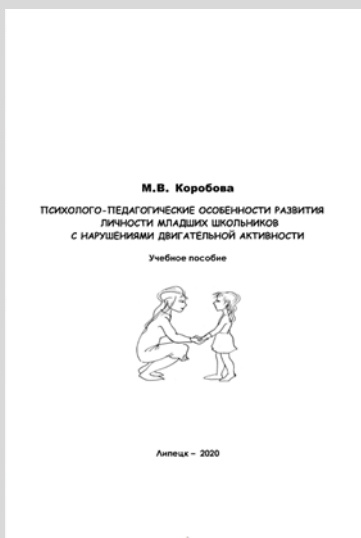 М.В. Коробова
ПСИХОЛОГО-ПЕДАГОГИЧЕСКИЕ ОСОБЕННОСТИ РАЗВИТИЯ
ЛИЧНОСТИ МЛАДШИХ ШКОЛЬНИКОВ
С НАРУШЕНИЯМИ ДВИГАТЕЛЬНОЙ АКТИВНОСТИ
Учебное пособие
Липецк – 2020